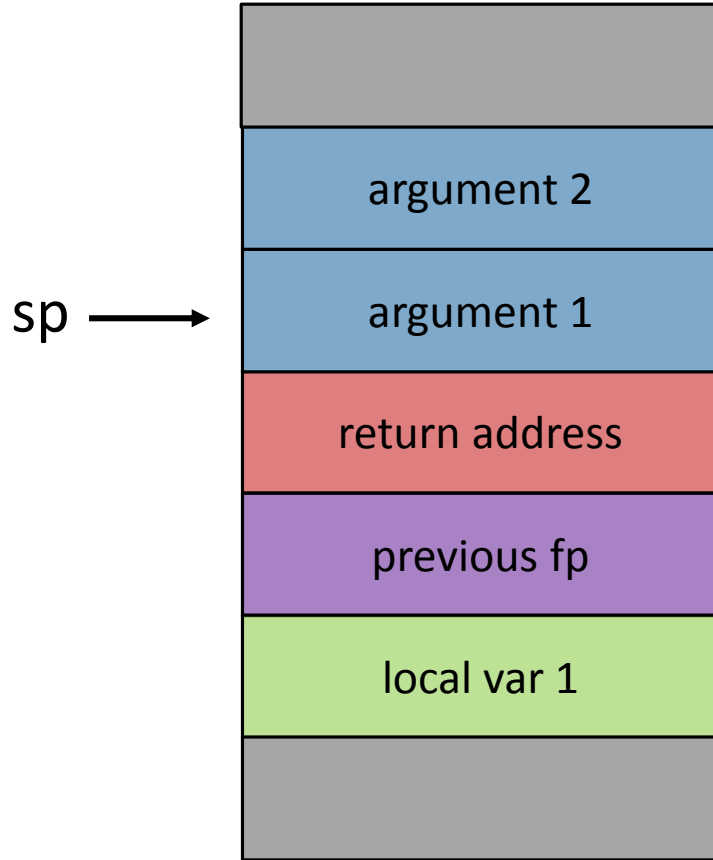 argument 2
sp
argument 1
return address
previous fp
local var 1